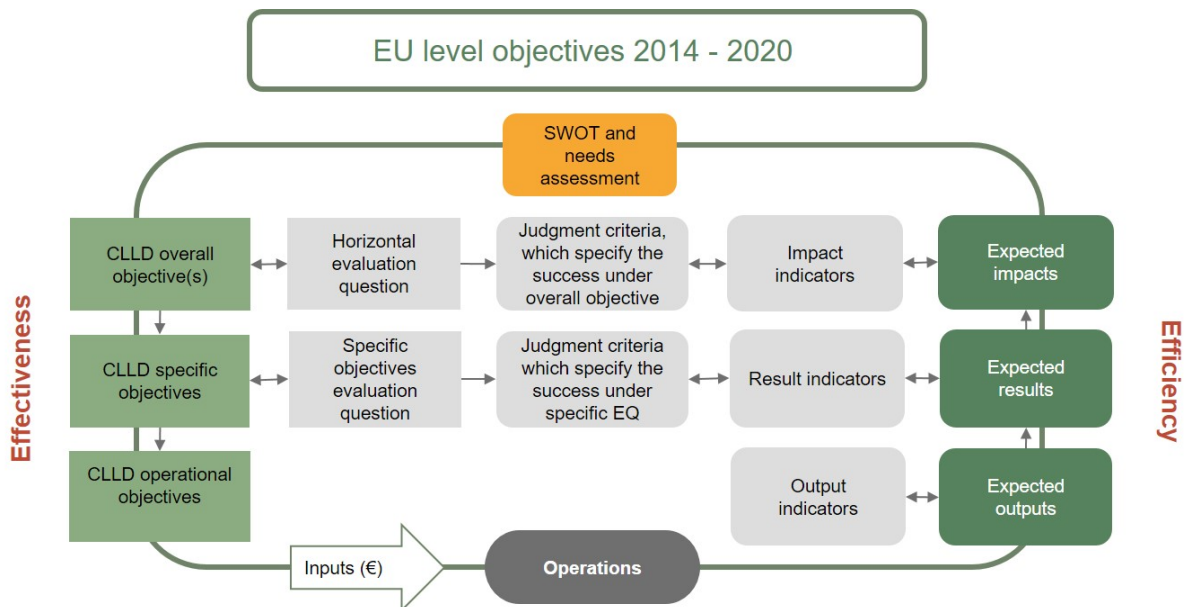 EU level objectives 2014 - 2020
SWOT and
needs
assessment
CLLD overall
objective(s)
Horizontal
evaluation
question
Judgment criteria,
which specify the
success under
overall objective
Impact
indicators
Expected
impacts
Effectiveness
CLLD specific
objectives
Specific
objectives
evaluation
question
Judgment criteria
which specify the
success under
specific EQ
Result indicators
Expected
results
Efficiency
CLLD operational
objectives
Output
indicators
Expected
outputs
Inputs (€)
Operations